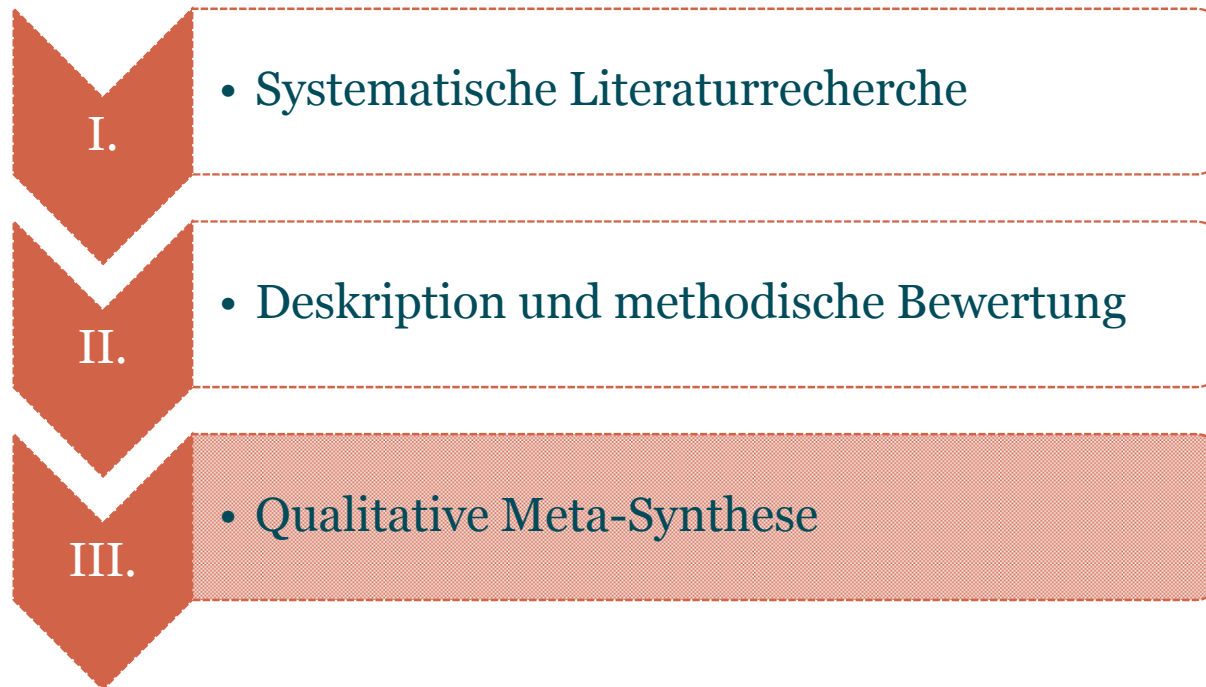 I.
• Systematische Literaturrecherche
II.
• Deskription und methodische Bewertung
III.
• Qualitative Meta-Synthese